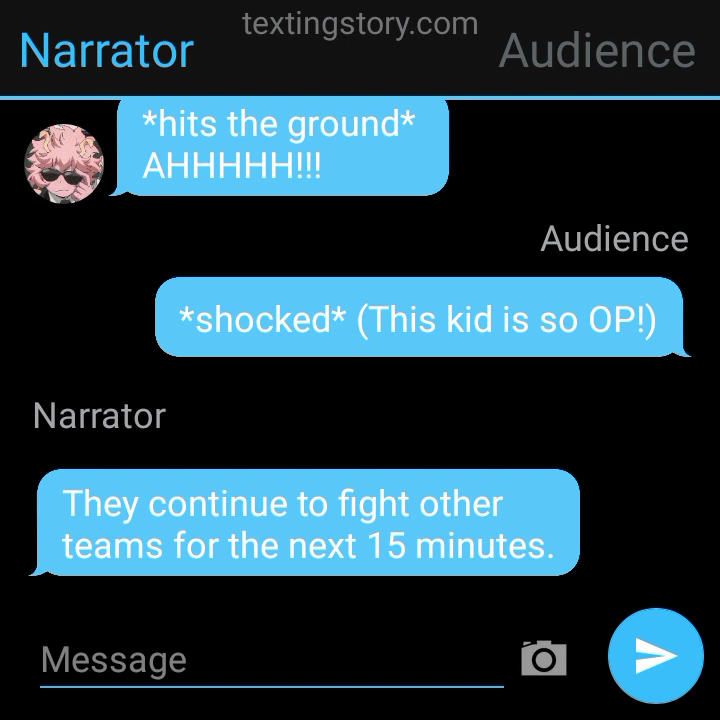 textingstory.com
Narrator
Audience
*hits the ground*
AHHHHH!!!
Audience
*shocked* (This kid is so OP!)
Narrator
They continue to fight other
teams for the next 15 minutes.
Message